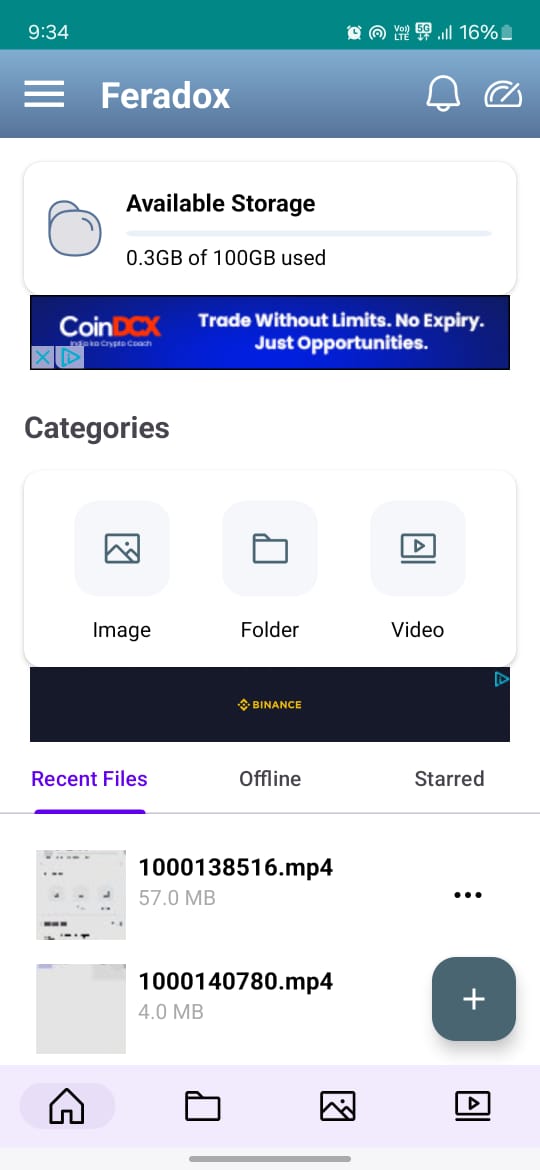 9:34
Vo)) 5G
LTE
16%
Feradox
Available Storage
0.3GB of 100GB used
CoinDCX
India ka Crypto Coach
Trade Without Limits. No Expiry.
Just Opportunities.
Categories
Image Folder Video
BINANCE
Recent Files Offline Starred
1000138516.mp4
57.0 MB
1000140780.mp4
4.0 MB